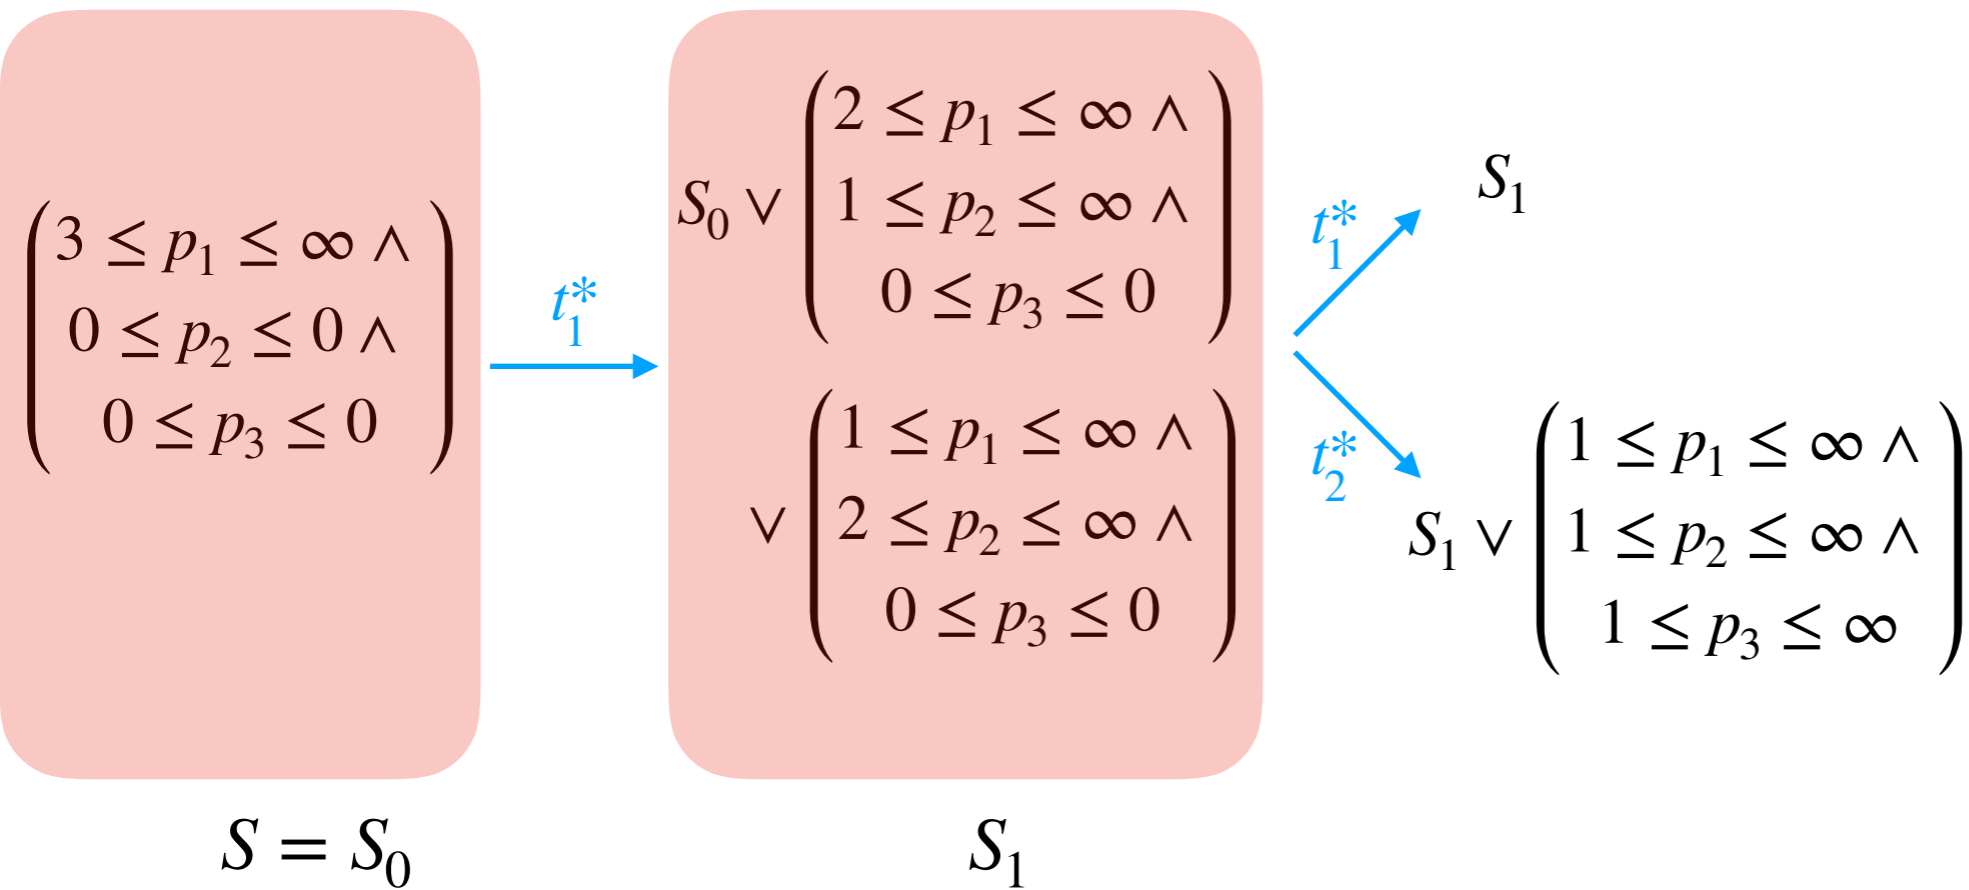 3 ≤ p₁ ≤ ∞ ∧
0 ≤ p₂ ≤ 0 ∧
0 ≤ p₃ ≤ 0
S = S₀
t₁*
S₀ ∨
2 ≤ p₁ ≤ ∞ ∧
1 ≤ p₂ ≤ ∞ ∧
0 ≤ p₃ ≤ 0
∨
1 ≤ p₁ ≤ ∞ ∧
2 ≤ p₂ ≤ ∞ ∧
0 ≤ p₃ ≤ 0
S₁
t₁*
S₁
t₂*
S₁ ∨
1 ≤ p₁ ≤ ∞ ∧
1 ≤ p₂ ≤ ∞ ∧
1 ≤ p₃ ≤ ∞